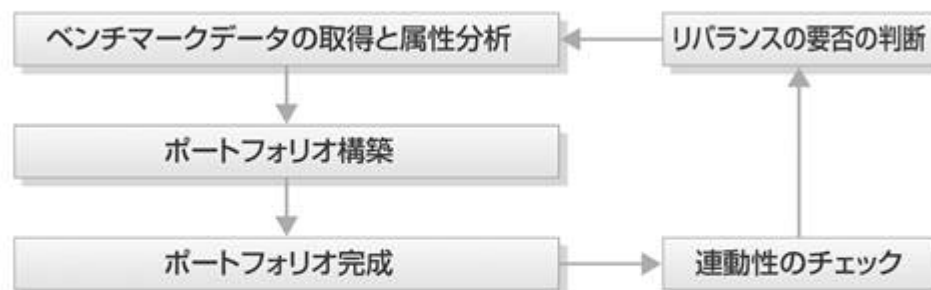 ベンチマークデータの取得と属性分析
リバランスの要否の判断
ポートフォリオ構築
ポートフォリオ完成
連動性のチェック